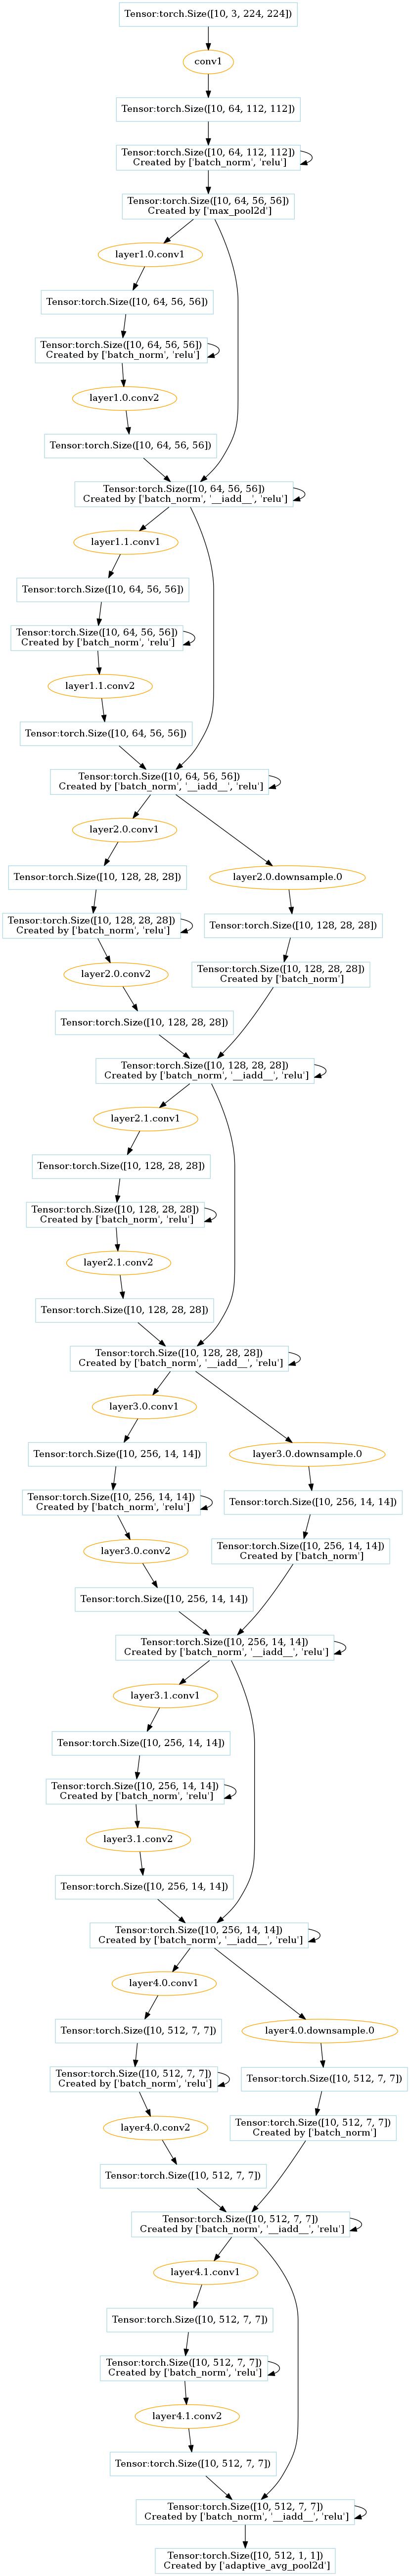 Tensor:torch.Size([10, 3, 224, 224])
conv1
Tensor:torch.Size([10, 64, 112, 112])
Tensor:torch.Size([10, 64, 112, 112])
Created by ['batch_norm', 'relu']
Tensor:torch.Size([10, 64, 56, 56])
Created by ['max_pool2d']
layer1.0.conv1
Tensor:torch.Size([10, 64, 56, 56])
Tensor:torch.Size([10, 64, 56, 56])
Created by ['batch_norm', 'relu']
layer1.0.conv2
Tensor:torch.Size([10, 64, 56, 56])
Tensor:torch.Size([10, 64, 56, 56])
Created by ['batch_norm', '__iadd__', 'relu']
layer1.1.conv1
Tensor:torch.Size([10, 64, 56, 56])
Tensor:torch.Size([10, 64, 56, 56])
Created by ['batch_norm', 'relu']
layer1.1.conv2
Tensor:torch.Size([10, 64, 56, 56])
Tensor:torch.Size([10, 64, 56, 56])
Created by ['batch_norm', '__iadd__', 'relu']
layer2.0.conv1
layer2.0.downsample.0
Tensor:torch.Size([10, 128, 28, 28])
Tensor:torch.Size([10, 128, 28, 28])
Tensor:torch.Size([10, 128, 28, 28])
Created by ['batch_norm', 'relu']
layer2.0.conv2
Tensor:torch.Size([10, 128, 28, 28])
Created by ['batch_norm']
Tensor:torch.Size([10, 128, 28, 28])
Tensor:torch.Size([10, 128, 28, 28])
Created by ['batch_norm', '__iadd__', 'relu']
layer2.1.conv1
Tensor:torch.Size([10, 128, 28, 28])
Tensor:torch.Size([10, 128, 28, 28])
Created by ['batch_norm', 'relu']
layer2.1.conv2
Tensor:torch.Size([10, 128, 28, 28])
Tensor:torch.Size([10, 128, 28, 28])
Created by ['batch_norm', '__iadd__', 'relu']
layer3.0.conv1
layer3.0.downsample.0
Tensor:torch.Size([10, 256, 14, 14])
Tensor:torch.Size([10, 256, 14, 14])
Tensor:torch.Size([10, 256, 14, 14])
Created by ['batch_norm', 'relu']
layer3.0.conv2
Tensor:torch.Size([10, 256, 14, 14])
Created by ['batch_norm']
Tensor:torch.Size([10, 256, 14, 14])
Tensor:torch.Size([10, 256, 14, 14])
Created by ['batch_norm', '__iadd__', 'relu']
layer3.1.conv1
Tensor:torch.Size([10, 256, 14, 14])
Tensor:torch.Size([10, 256, 14, 14])
Created by ['batch_norm', 'relu']
layer3.1.conv2
Tensor:torch.Size([10, 256, 14, 14])
Tensor:torch.Size([10, 256, 14, 14])
Created by ['batch_norm', '__iadd__', 'relu']
layer4.0.conv1
layer4.0.downsample.0
Tensor:torch.Size([10, 512, 7, 7])
Tensor:torch.Size([10, 512, 7, 7])
Tensor:torch.Size([10, 512, 7, 7])
Created by ['batch_norm', 'relu']
layer4.0.conv2
Tensor:torch.Size([10, 512, 7, 7])
Created by ['batch_norm']
Tensor:torch.Size([10, 512, 7, 7])
Tensor:torch.Size([10, 512, 7, 7])
Created by ['batch_norm', '__iadd__', 'relu']
layer4.1.conv1
Tensor:torch.Size([10, 512, 7, 7])
Tensor:torch.Size([10, 512, 7, 7])
Created by ['batch_norm', 'relu']
layer4.1.conv2
Tensor:torch.Size([10, 512, 7, 7])
Tensor:torch.Size([10, 512, 7, 7])
Created by ['batch_norm', '__iadd__', 'relu']
Tensor:torch.Size([10, 512, 1, 1])
Created by ['adaptive_avg_pool2d']